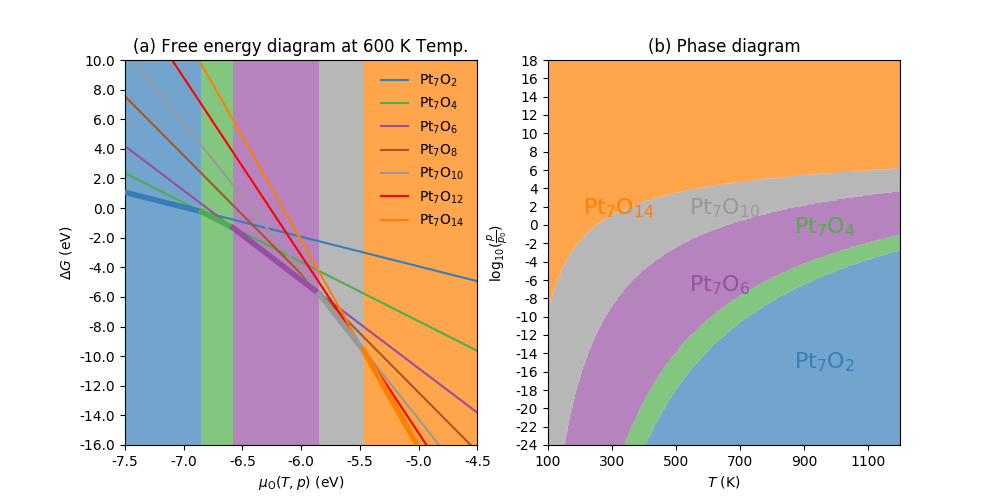 (a) Free energy diagram at 600 K Temp.
10.0
8.0
6.0
4.0
2.0
0.0
-2.0
-4.0
-6.0
-8.0
-10.0
-12.0
-14.0
-16.0
ΔG (eV)
-7.5 -7.0 -6.5 -6.0 -5.5 -5.0 -4.5
μ_O(T, p) (eV)
Pt₇O₂
Pt₇O₄
Pt₇O₆
Pt₇O₈
Pt₇O₁₀
Pt₇O₁₂
Pt₇O₁₄
(b) Phase diagram
18
16
14
12
10
8
6
4
2
0
-2
-4
-6
-8
-10
-12
-14
-16
-18
-20
-22
-24
log₁₀(p/p₀)
Pt₇O₁₄ Pt₇O₁₀
Pt₇O₄
Pt₇O₆
Pt₇O₂
100 300 500 700 900 1100
T (K)